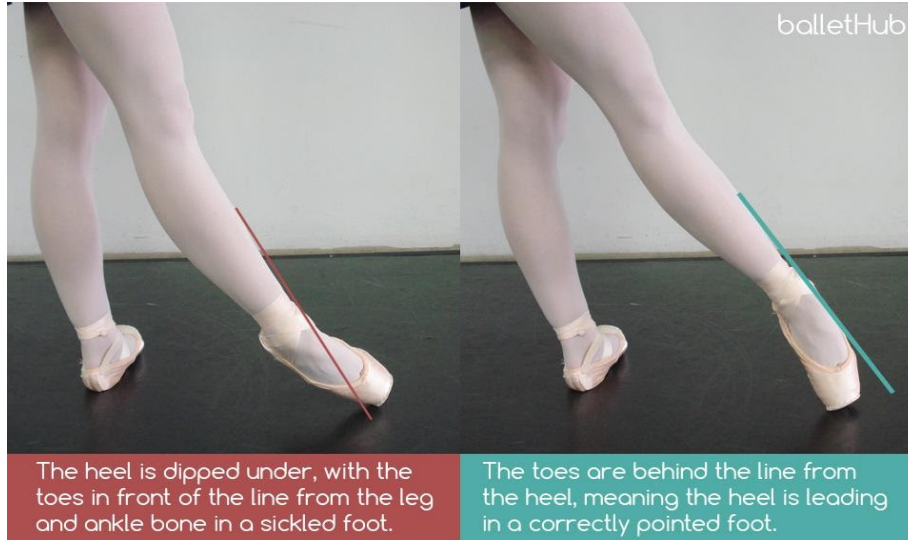 balletHub
The heel is dipped under, with the
toes in front of the line from the leg
and ankle bone in a sickled foot.
The toes are behind the line from
the heel, meaning the heel is leading
in a correctly pointed foot.